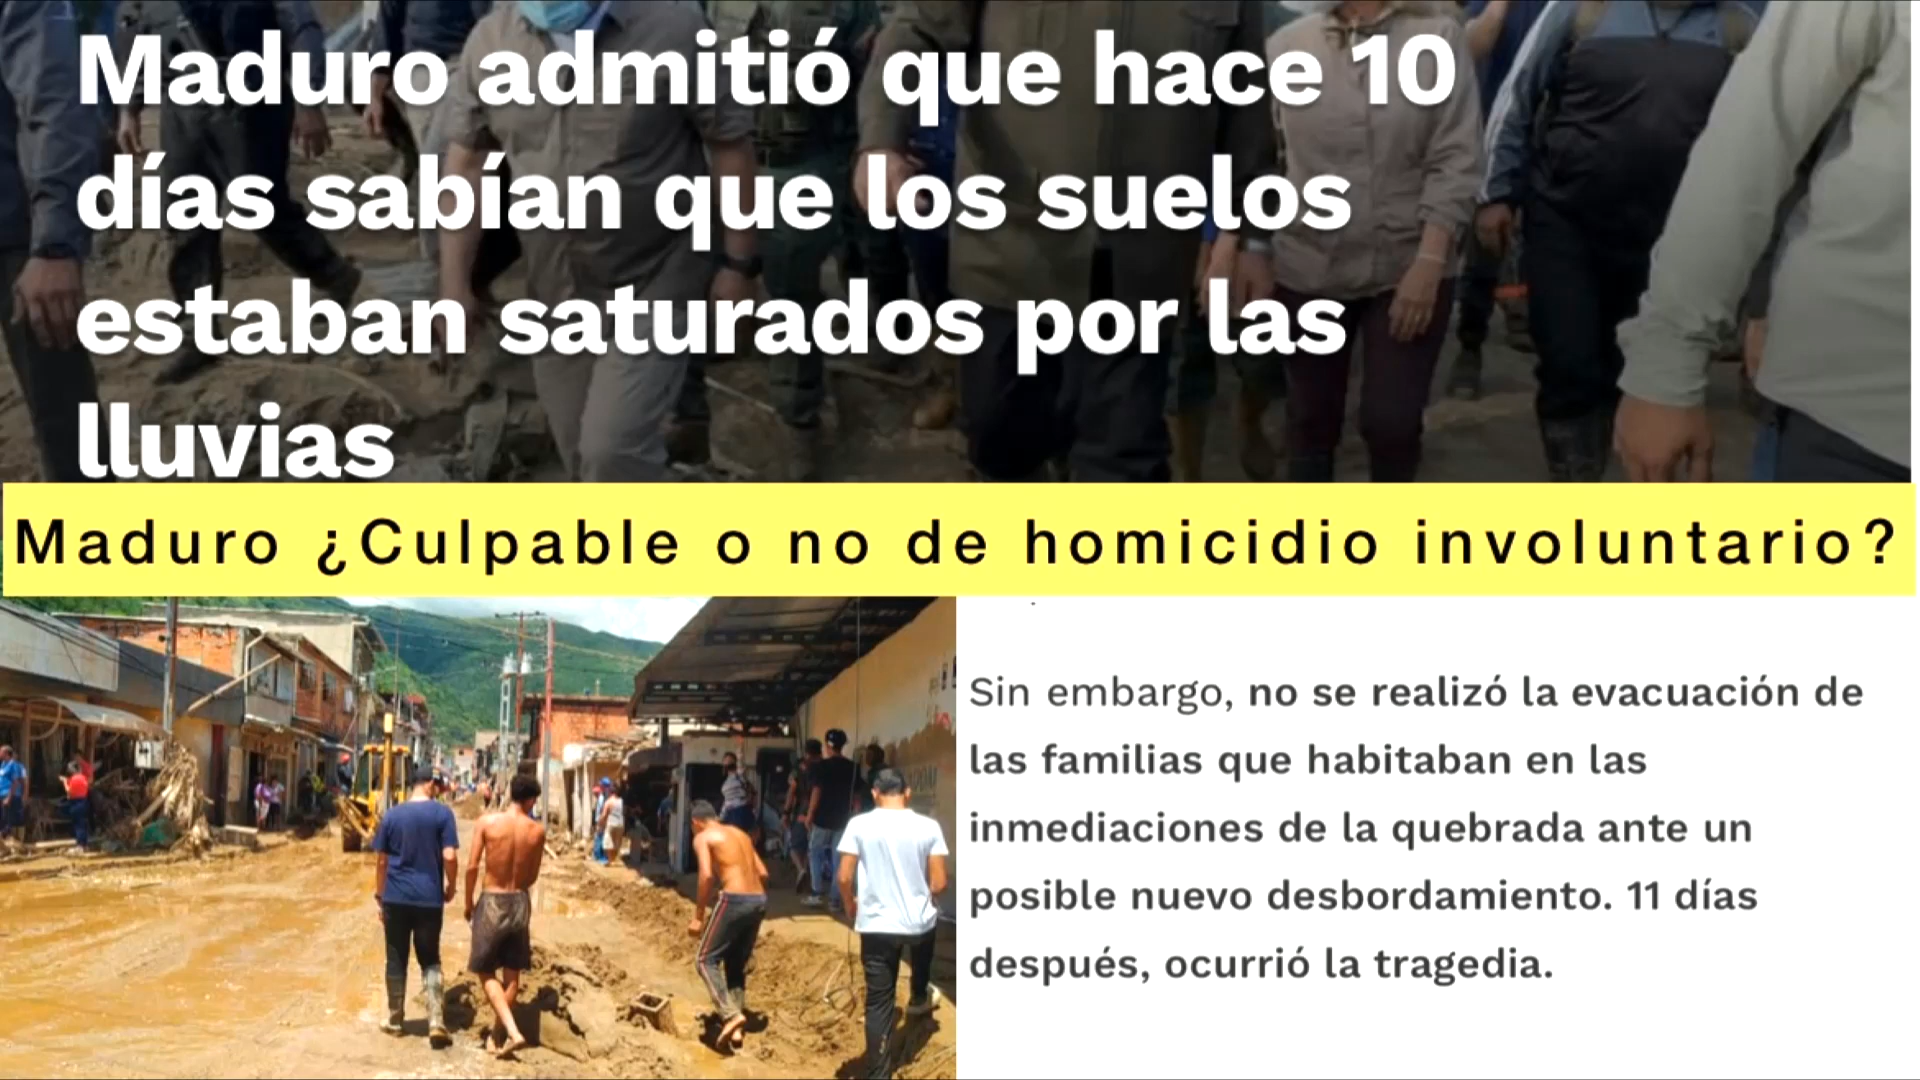 Maduro admitió que hace 10
días sabían que los suelos
estaban saturados por las
lluvias
Maduro ¿Culpable o no de homicidio involuntario?
Sin embargo, no se realizó la evacuación de
las familias que habitaban en las
inmediaciones de la quebrada ante un
posible nuevo desbordamiento. 11 días
después, ocurrió la tragedia.